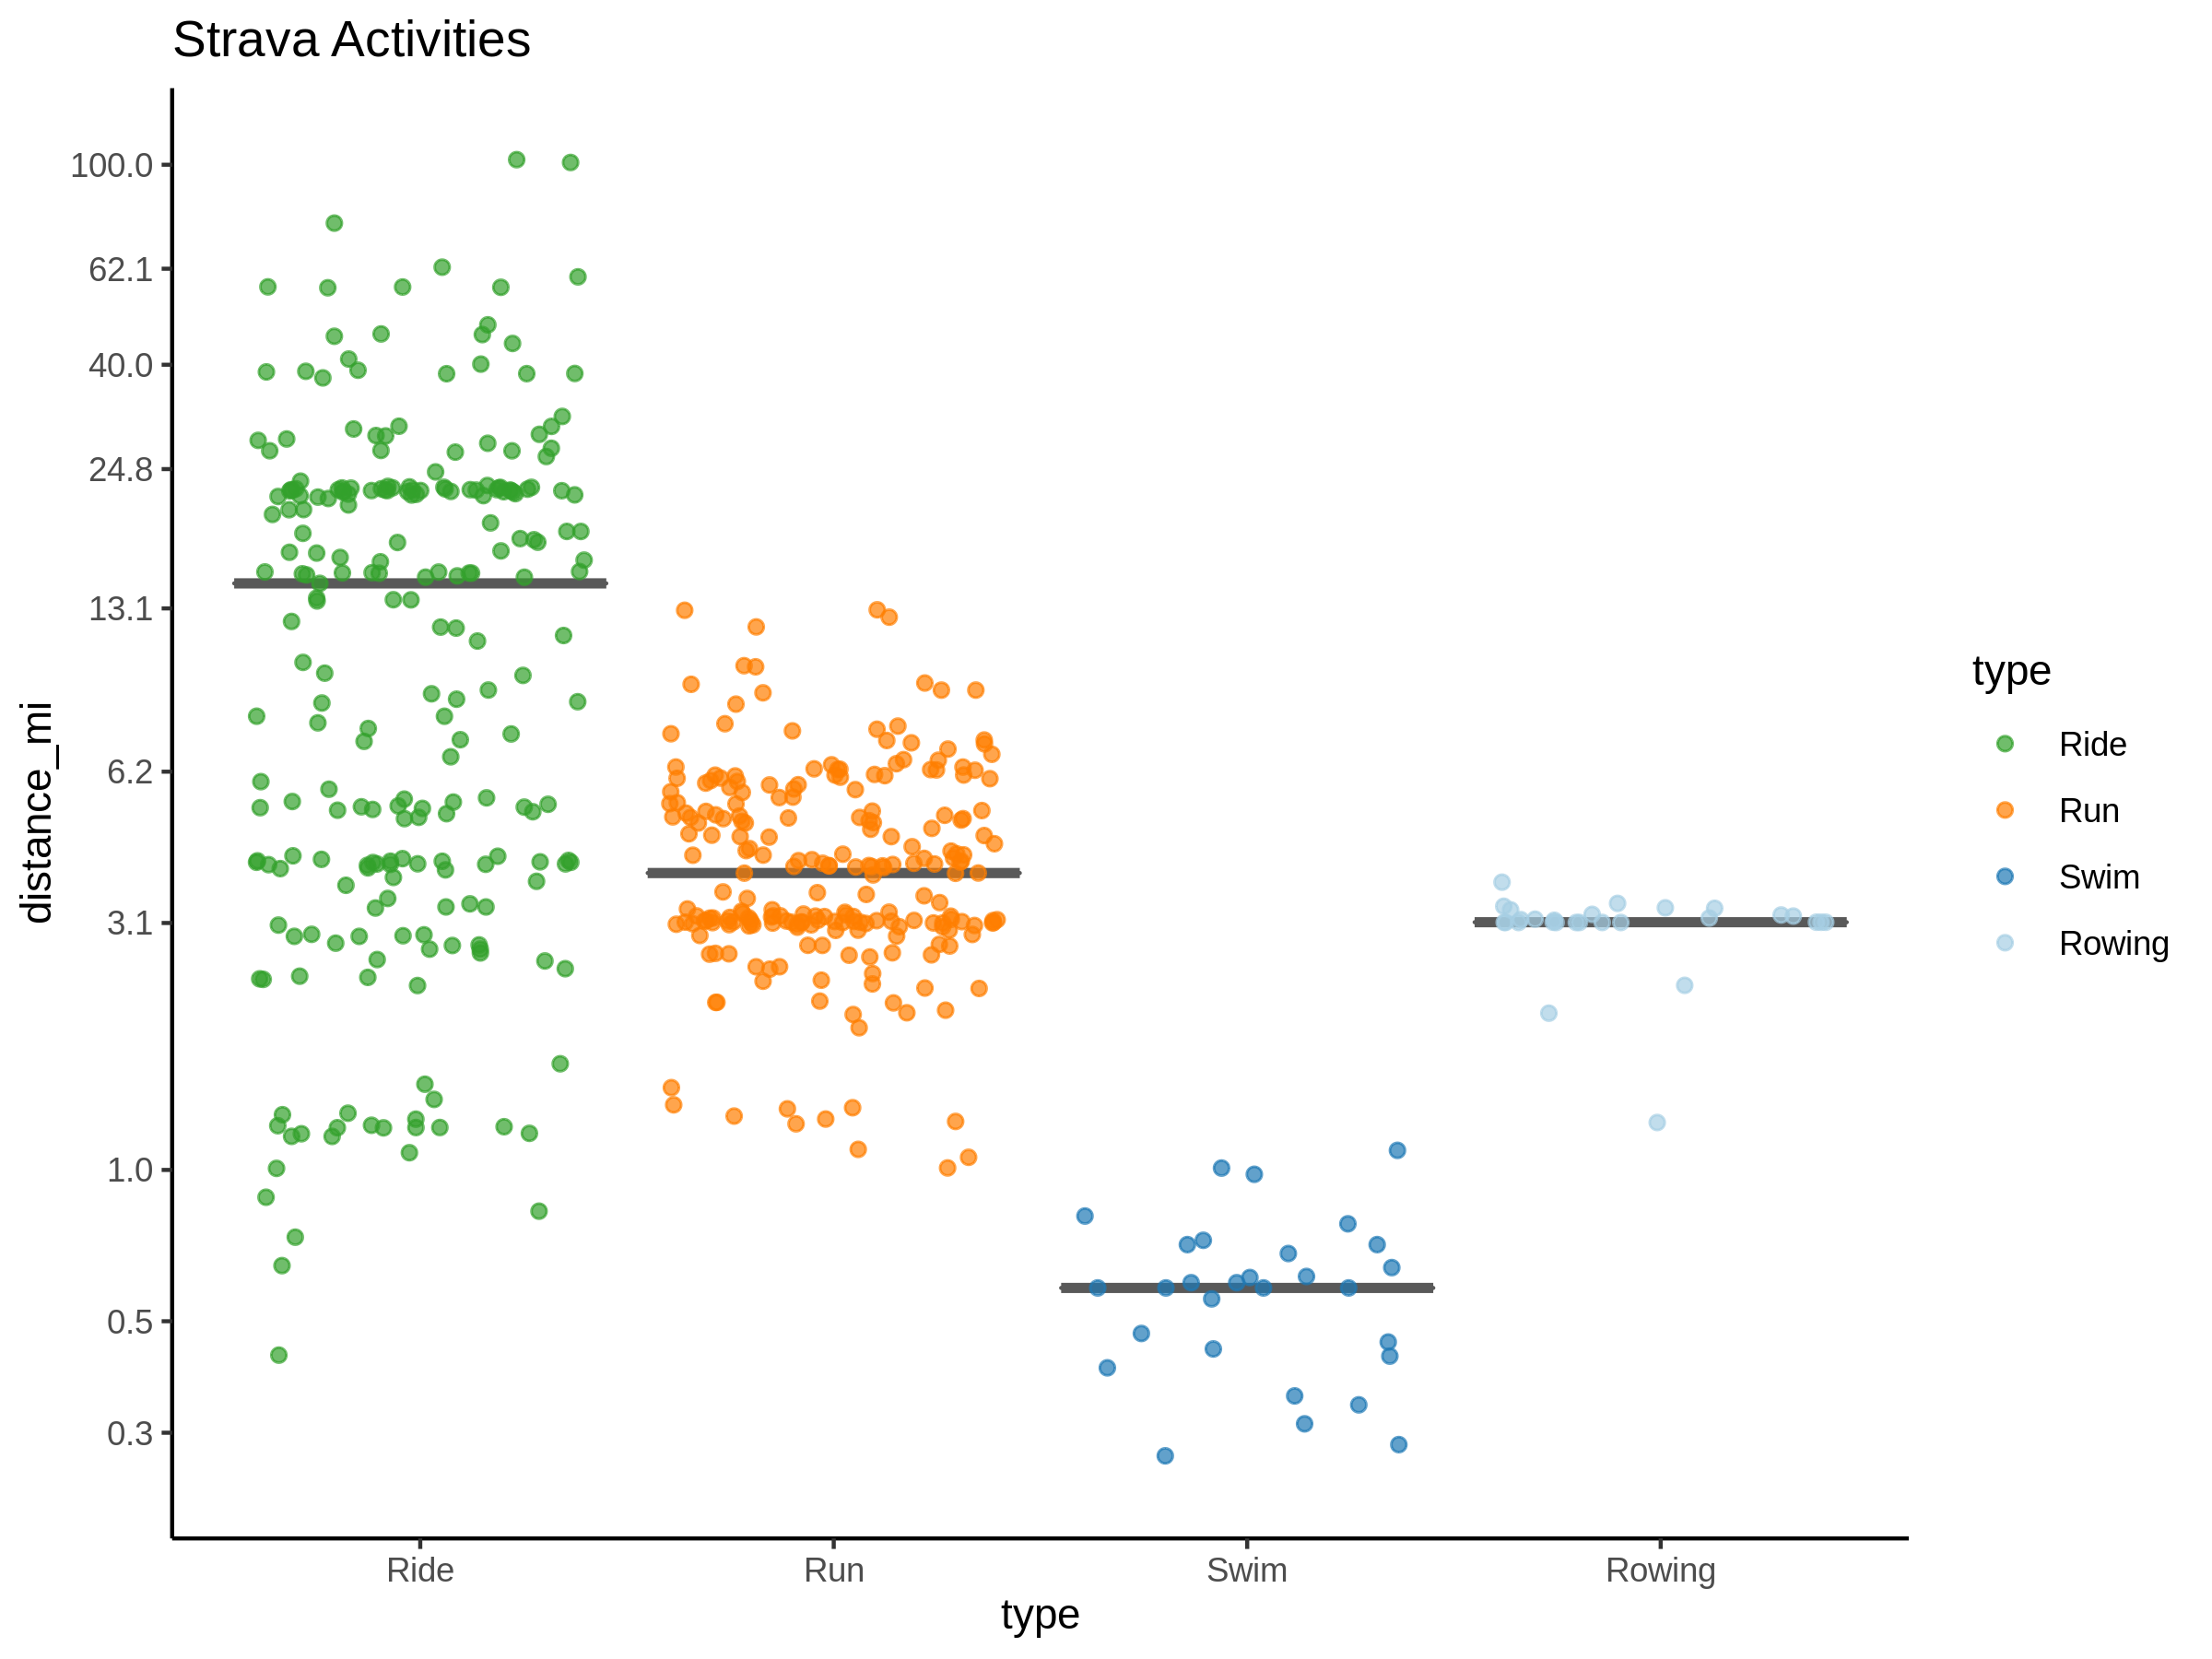 Strava Activities
100.0
62.1
40.0
24.8
13.1
6.2
3.1
1.0
0.5
0.3
distance_mi
Ride
Run
Swim
Rowing
type
type
Ride
Run
Swim
Rowing